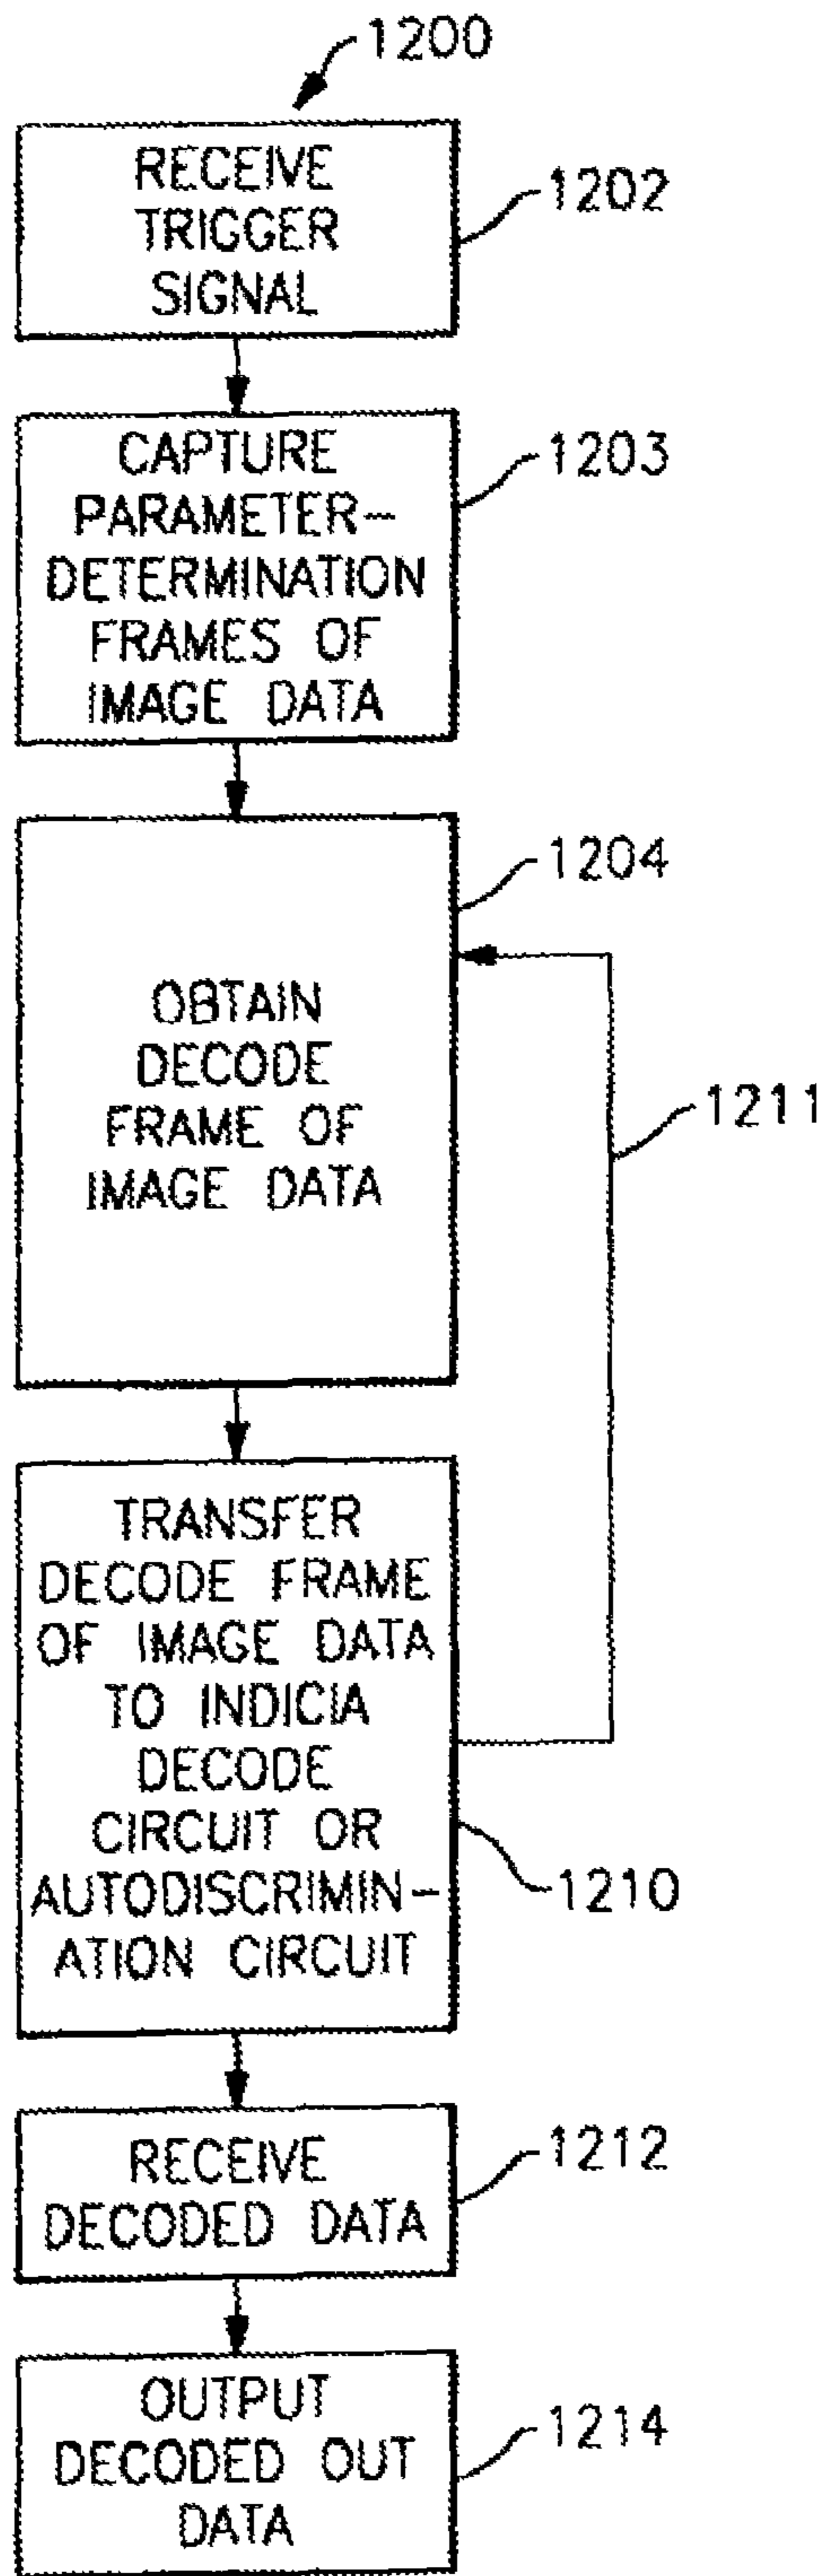 1200
RECEIVE
TRIGGER
SIGNAL
1202
CAPTURE
PARAMETER-
DETERMINATION
FRAMES OF
IMAGE DATA
1203
1204
OBTAIN
DECODE
FRAME OF
IMAGE DATA
1211
TRANSFER
DECODE FRAME
OF IMAGE DATA
TO INDICIA
DECODE
CIRCUIT OR
AUTODISCRIMIN-
ATION CIRCUIT
1210
RECEIVE
DECODED DATA
1212
OUTPUT
DECODED OUT
DATA
1214